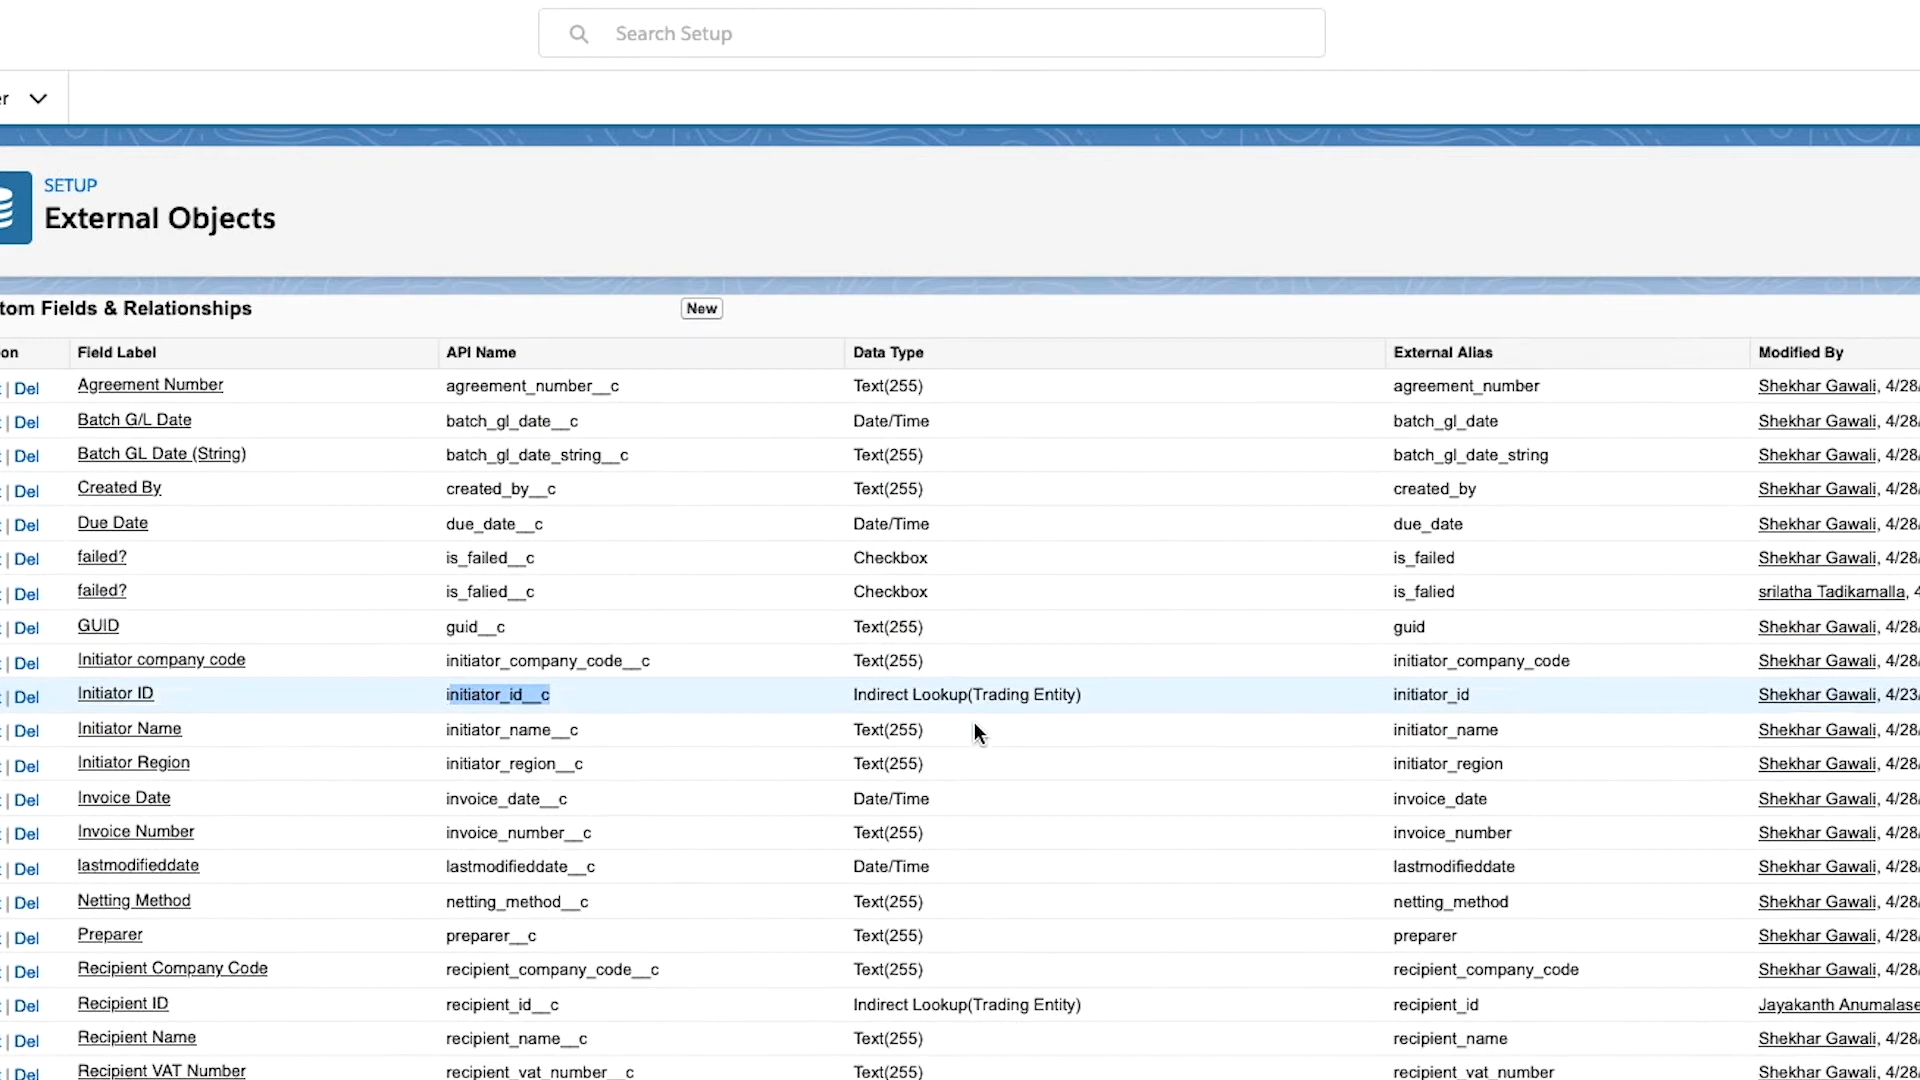 Search Setup
er
SETUP
External Objects
tom Fields & Relationships New
on Field Label API Name Data Type External Alias Modified By
| Del Agreement Number agreement_number__c Text(255) agreement_number Shekhar Gawali, 4/28/
| Del Batch G/L Date batch_gl_date__c Date/Time batch_gl_date Shekhar Gawali, 4/28/
| Del Batch GL Date (String) batch_gl_date_string__c Text(255) batch_gl_date_string Shekhar Gawali, 4/28/
| Del Created By created_by__c Text(255) created_by Shekhar Gawali, 4/28/
| Del Due Date due_date__c Date/Time due_date Shekhar Gawali, 4/28/
| Del failed? is_failed__c Checkbox is_failed Shekhar Gawali, 4/28/
| Del failed? is_falied__c Checkbox is_falied srilatha Tadikamalla, 4
| Del GUID guid__c Text(255) guid Shekhar Gawali, 4/28/
| Del Initiator company code initiator_company_code__c Text(255) initiator_company_code Shekhar Gawali, 4/28/
| Del Initiator ID initiator_id__c Indirect Lookup(Trading Entity) initiator_id Shekhar Gawali, 4/23/
| Del Initiator Name initiator_name__c Text(255) initiator_name Shekhar Gawali, 4/28/
| Del Initiator Region initiator_region__c Text(255) initiator_region Shekhar Gawali, 4/28/
| Del Invoice Date invoice_date__c Date/Time invoice_date Shekhar Gawali, 4/28/
| Del Invoice Number invoice_number__c Text(255) invoice_number Shekhar Gawali, 4/28/
| Del lastmodifieddate lastmodifieddate__c Date/Time lastmodifieddate Shekhar Gawali, 4/28/
| Del Netting Method netting_method__c Text(255) netting_method Shekhar Gawali, 4/28/
| Del Preparer preparer__c Text(255) preparer Shekhar Gawali, 4/28/
| Del Recipient Company Code recipient_company_code__c Text(255) recipient_company_code Shekhar Gawali, 4/28/
| Del Recipient ID recipient_id__c Indirect Lookup(Trading Entity) recipient_id Jayakanth Anumalase
| Del Recipient Name recipient_name__c Text(255) recipient_name Shekhar Gawali, 4/28/
| Del Recipient VAT Number recipient_vat_number__c Text(255) recipient_vat_number Shekhar Gawali, 4/28/